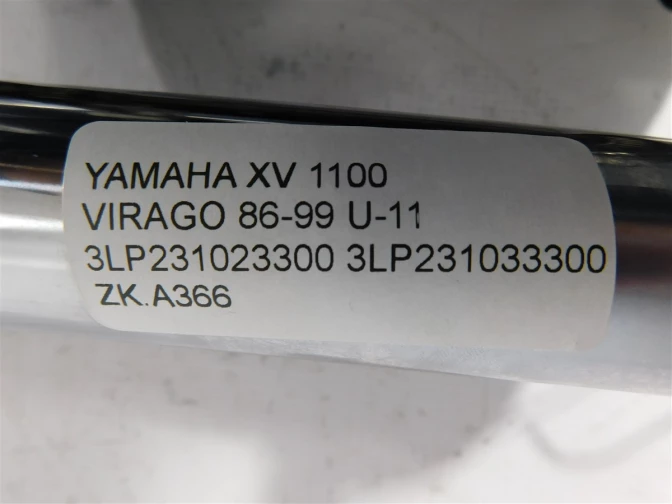 YAMAHA XV 1100
VIRAGO 86-99 U-11
3LP231023300 3LP231033300
ZK.A366